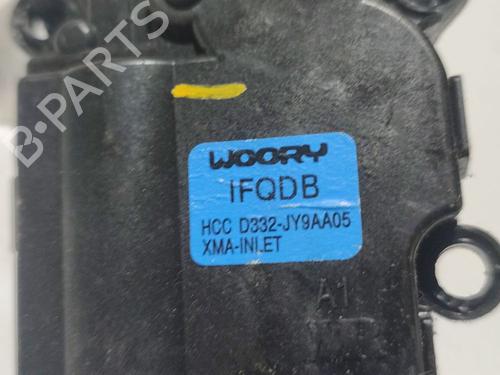 B-PARTS
WOORY
IFQDB
HCC D332-JY9AA05
XMA-INLET
A1